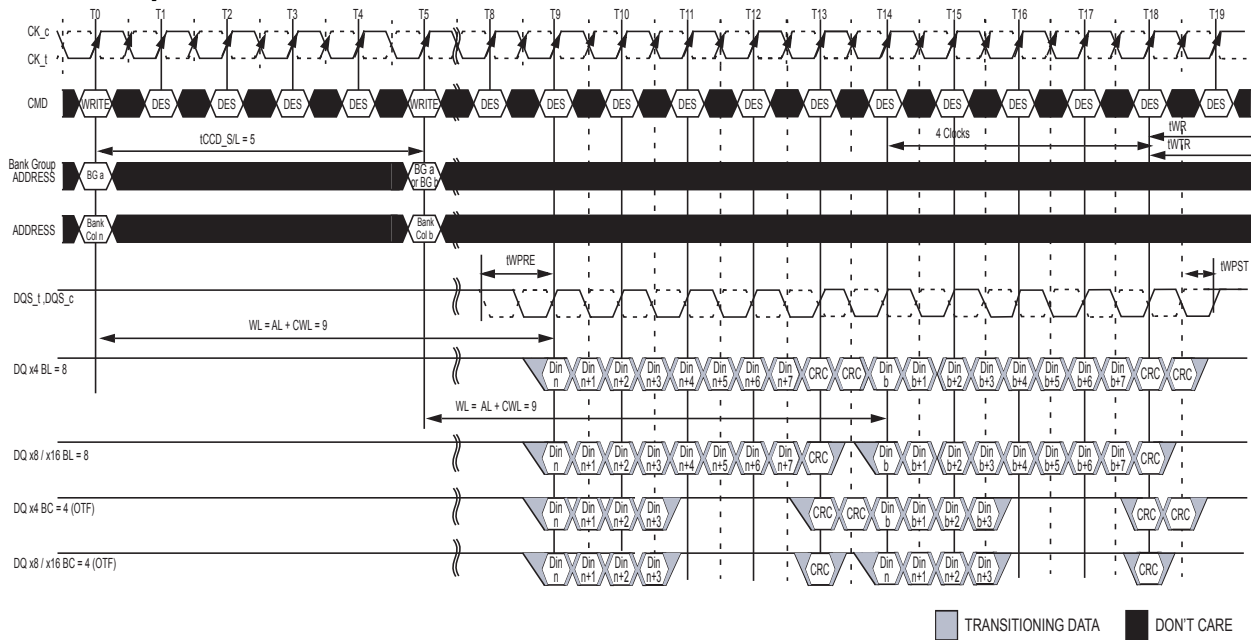 T0 T1 T2 T3 T4 T5 T8 T9 T10 T11 T12 T13 T14 T15 T16 T17 T18 T19
CK_c
CK_t
CMD WRITE DES DES DES DES WRITE DES DES DES DES DES DES DES DES DES DES DES DES
tCCD_S/L = 5
4 Clocks
tWR
tWTR
Bank Group
ADDRESS
BG a
BG a
or BG b
ADDRESS
Bank
Col n
Bank
Col b
tWPRE
tWPST
DQS_t ,DQS_c
WL = AL + CWL = 9
DQ x4 BL = 8
Din n Din n+1 Din n+2 Din n+3 Din n+4 Din n+5 Din n+6 Din n+7 CRC CRC Din b Din b+1 Din b+2 Din b+3 Din b+4 Din b+5 Din b+6 Din b+7 CRC CRC
WL = AL + CWL = 9
DQ x8 / x16 BL = 8
Din n Din n+1 Din n+2 Din n+3 Din n+4 Din n+5 Din n+6 Din n+7 CRC Din b Din b+1 Din b+2 Din b+3 Din b+4 Din b+5 Din b+6 Din b+7 CRC
DQ x4 BC = 4 (OTF)
Din n Din n+1 Din n+2 Din n+3 CRC CRC Din b Din b+1 Din b+2 Din b+3 CRC CRC
DQ x8 / x16 BC = 4 (OTF)
Din n Din n+1 Din n+2 Din n+3 CRC Din n Din n+1 Din n+2 Din n+3 CRC
TRANSITIONING DATA
DON'T CARE